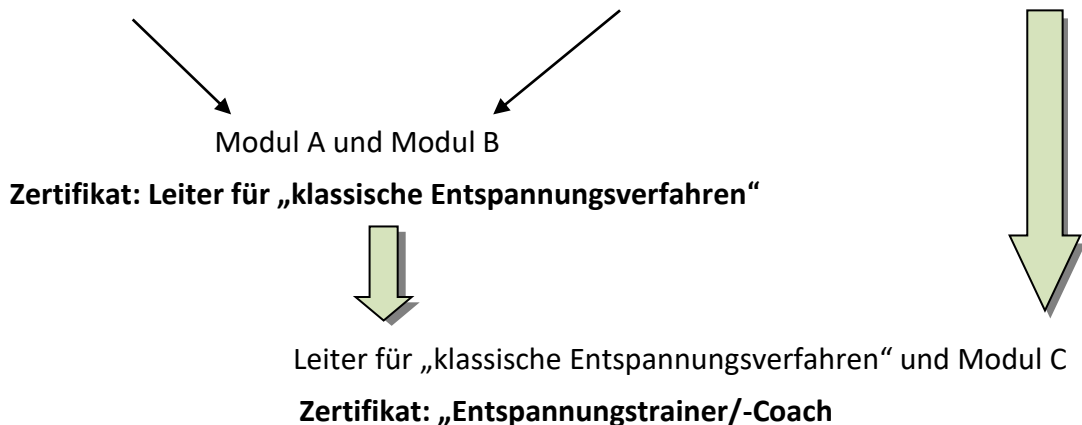 Modul A und Modul B
Zertifikat: Leiter für „klassische Entspannungsverfahren“
Leiter für „klassische Entspannungsverfahren“ und Modul C
Zertifikat: „Entspannungstrainer/-Coach